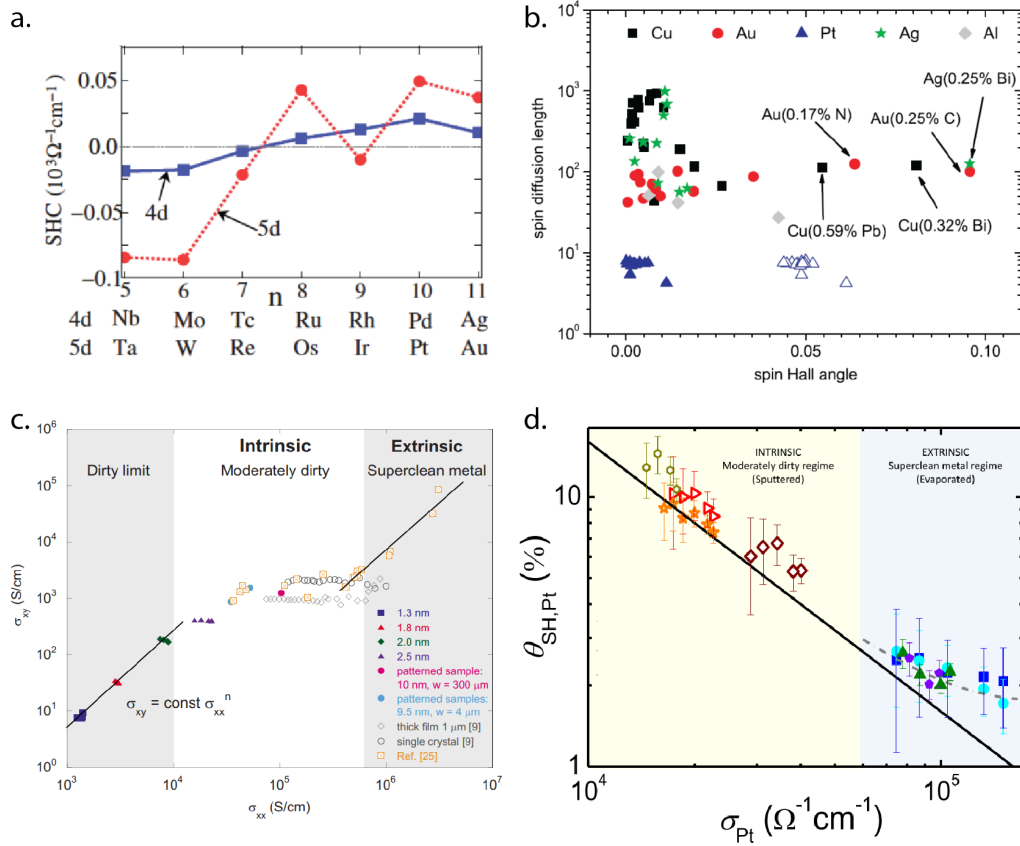 a.
SHC (10³Ω⁻¹cm⁻¹)
0.05
0.00
−0.05
−0.1
4d
5d
5 6 7 8 9 10 11
n
4d Nb Mo Tc Ru Rh Pd Ag
5d Ta W Re Os Ir Pt Au
b.
Cu Au Pt Ag Al
spin diffusion length
10⁴
10³
10²
10¹
10⁰
Ag(0.25% Bi)
Au(0.17% N)
Au(0.25% C)
Cu(0.59% Pb)
Cu(0.32% Bi)
0.00 0.05 0.10
spin Hall angle
c.
Intrinsic Extrinsic
Dirty limit Moderately dirty Superclean metal
σxy (S/cm)
10⁶
10⁵
10⁴
10³
10²
10¹
10⁰
σxy = const σxxⁿ
1.3 nm
1.8 nm
2.0 nm
2.5 nm
patterned sample:
10 nm, w = 300 μm
patterned samples:
9.5 nm, w = 4 μm
thick film 1 μm [9]
single crystal [9]
Ref. [25]
10³ 10⁴ 10⁵ 10⁶ 10⁷
σxx (S/cm)
d.
INTRINSIC
Moderately dirty regime
(Sputtered)
EXTRINSIC
Superclean metal regime
(Evaporated)
θSH,Pt (%)
10
1
10⁴ 10⁵
σPt (Ω⁻¹cm⁻¹)